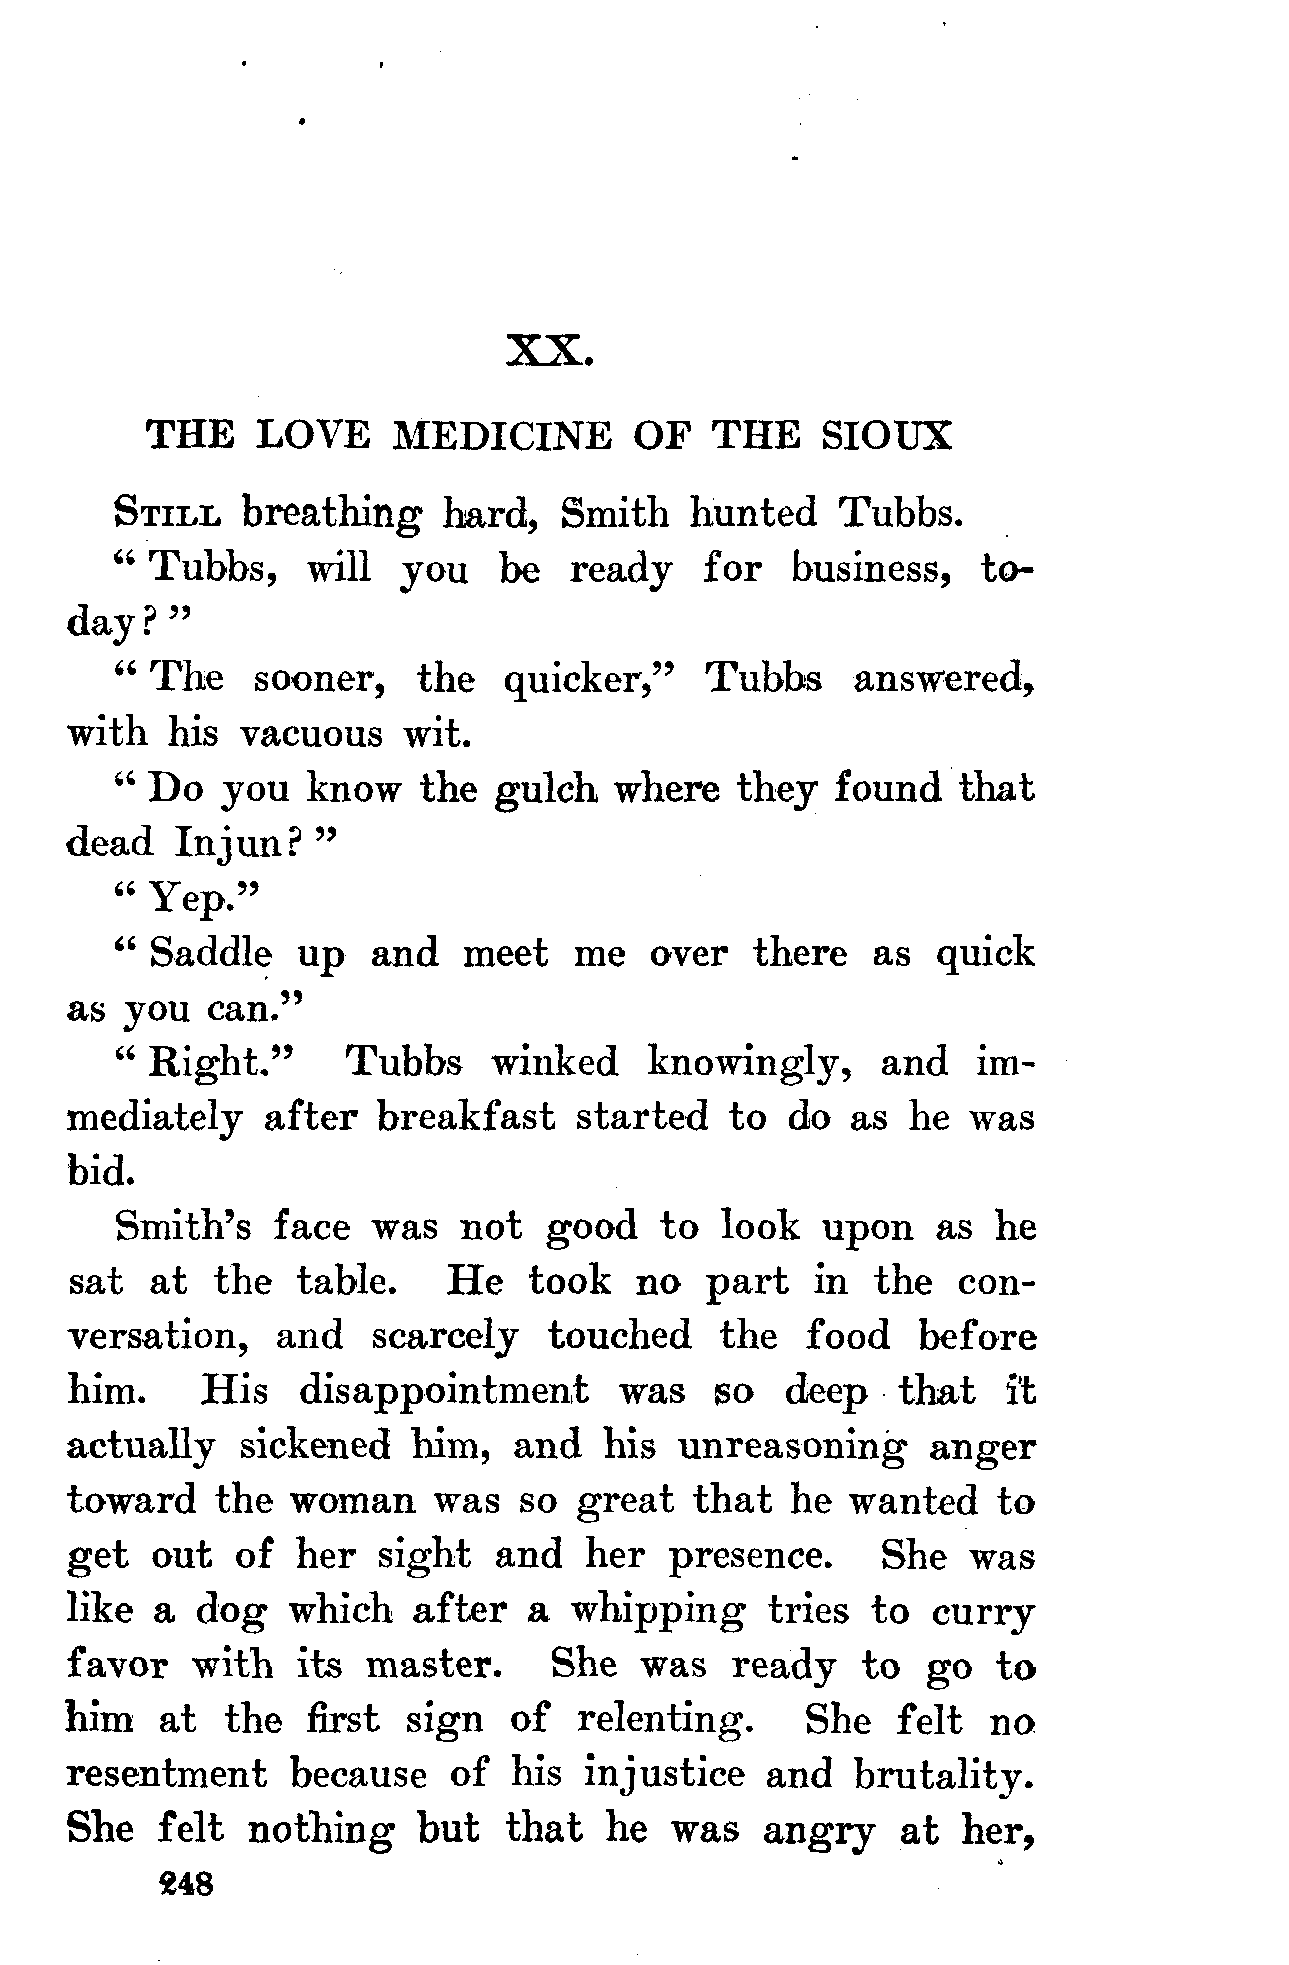 XX.
THE LOVE MEDICINE OF THE SIOUX
STILL breathing hard, Smith hunted Tubbs.
“ Tubbs, will you be ready for business, to-
day? ”
“ The sooner, the quicker,” Tubbs answered,
with his vacuous wit.
“ Do you know the gulch where they found that
dead Injun? ”
“ Yep.”
“ Saddle up and meet me over there as quick
as you can.”
“ Right.” Tubbs winked knowingly, and im-
mediately after breakfast started to do as he was
bid.
Smith’s face was not good to look upon as he
sat at the table. He took no part in the con-
versation, and scarcely touched the food before
him. His disappointment was so deep that it
actually sickened him, and his unreasoning anger
toward the woman was so great that he wanted to
get out of her sight and her presence. She was
like a dog which after a whipping tries to curry
favor with its master. She was ready to go to
him at the first sign of relenting. She felt no
resentment because of his injustice and brutality.
She felt nothing but that he was angry at her,
248